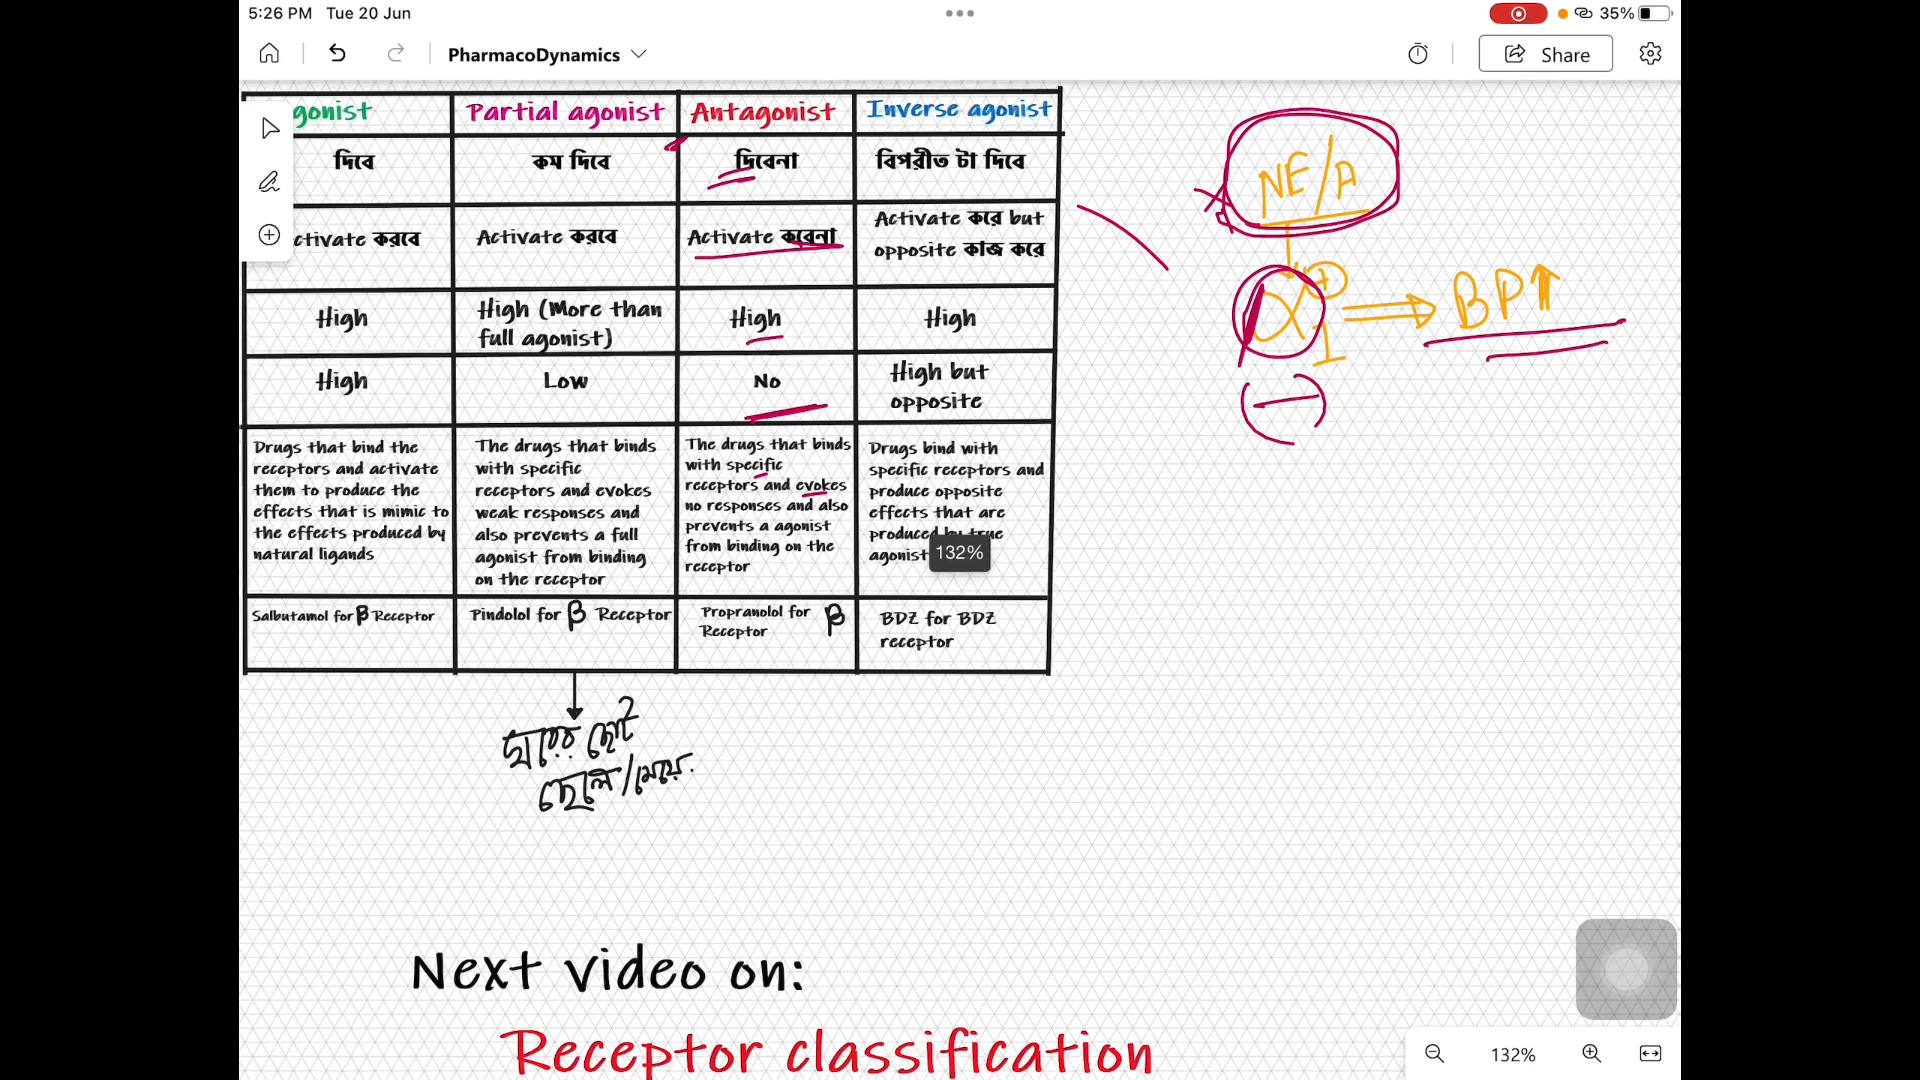 5:26 PM Tue 20 Jun
35%
PharmacoDynamics
Share
gonist
Partial agonist
Antagonist
Inverse agonist
দিবে
কম দিবে
দিবেনা
বিপরীত টা দিবে
ctivate করবে
Activate করবে
Activate করবেনা
Activate করে but
opposite কাজ করে
High
High (More than
full agonist)
High
High
High
Low
No
High but
opposite
Drugs that bind the
receptors and activate
them to produce the
effects that is mimic to
the effects produced by
natural ligands
The drugs that binds
with specific
receptors and evokes
weak responses and
also prevents a full
agonist from binding
on the receptor
The drugs that binds
with specific
receptors and evokes
no responses and also
prevents a agonist
from binding on the
receptor
Drugs bind with
specific receptors and
produce opposite
effects that are
produced by true
agonist
132%
Salbutamol for β Receptor
Pindolol for β Receptor
Propranolol for β
Receptor
BDZ for BDZ
receptor
NE/A
α1 + ⇒ BP↑
ঘরের ছোট
ছেলে/মেয়ে.
Next video on:
Receptor classification
132%